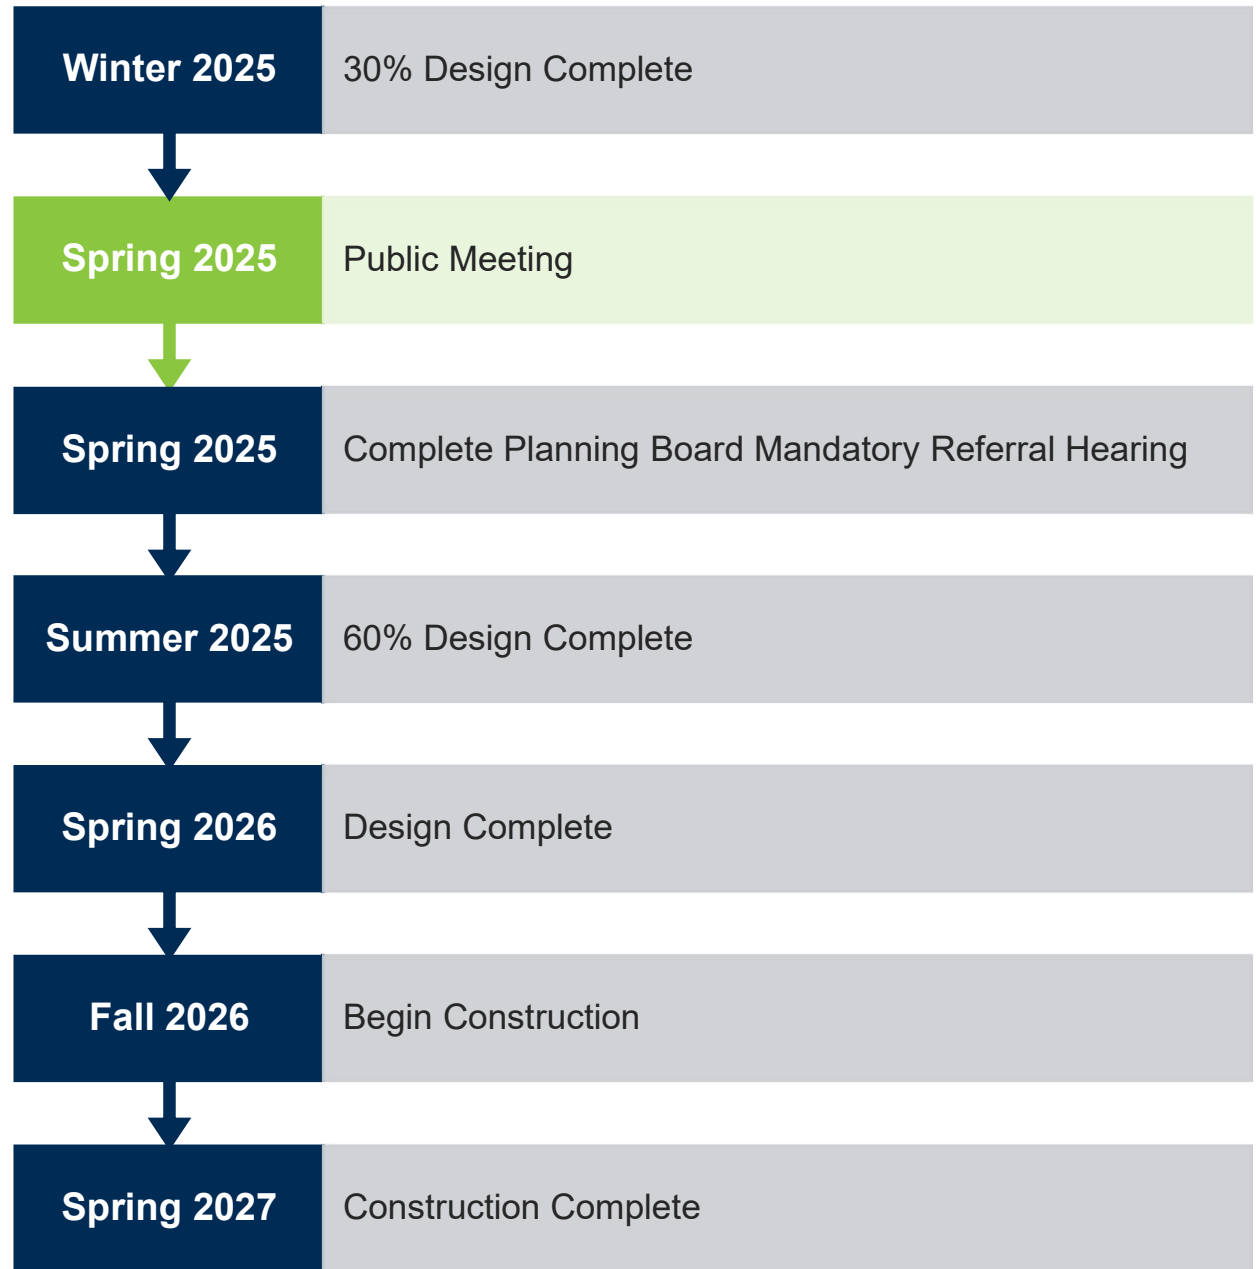 Winter 2025 30% Design Complete
Spring 2025 Public Meeting
Spring 2025 Complete Planning Board Mandatory Referral Hearing
Summer 2025 60% Design Complete
Spring 2026 Design Complete
Fall 2026 Begin Construction
Spring 2027 Construction Complete